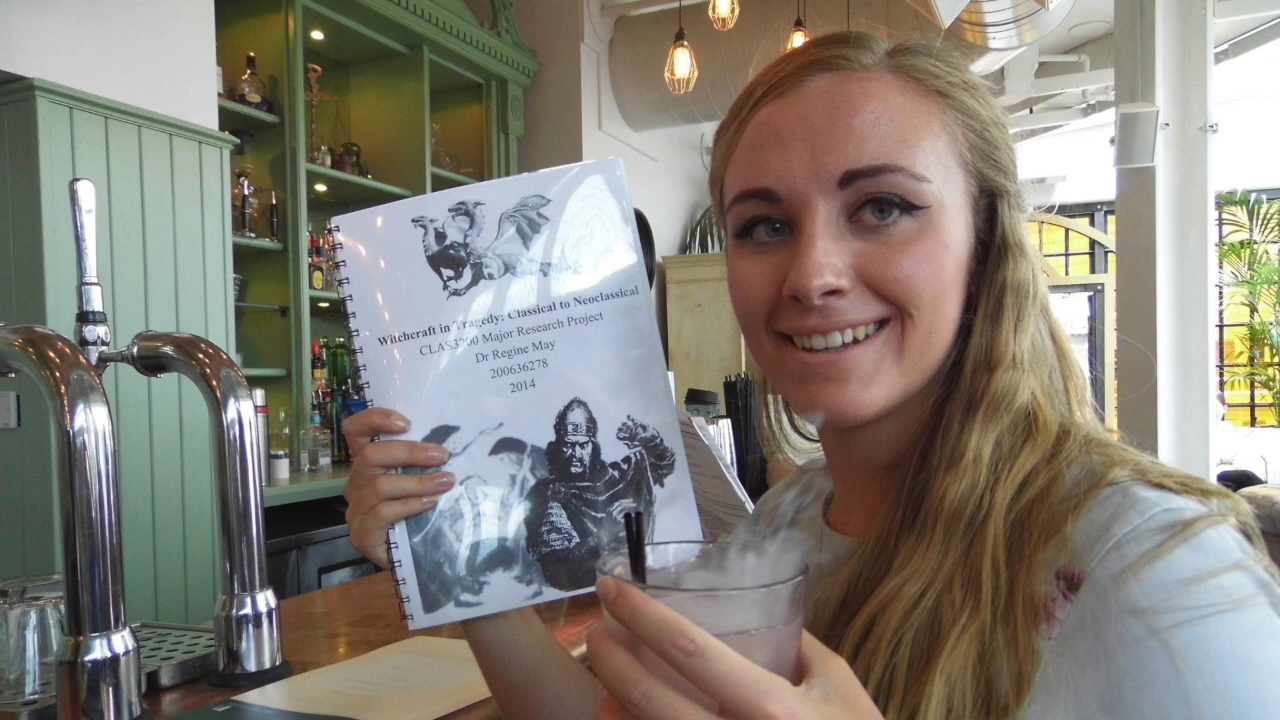 Witchcraft in Tragedy: Classical to Neoclassical
CLAS3200 Major Research Project
Dr Regine May
200636278
2014